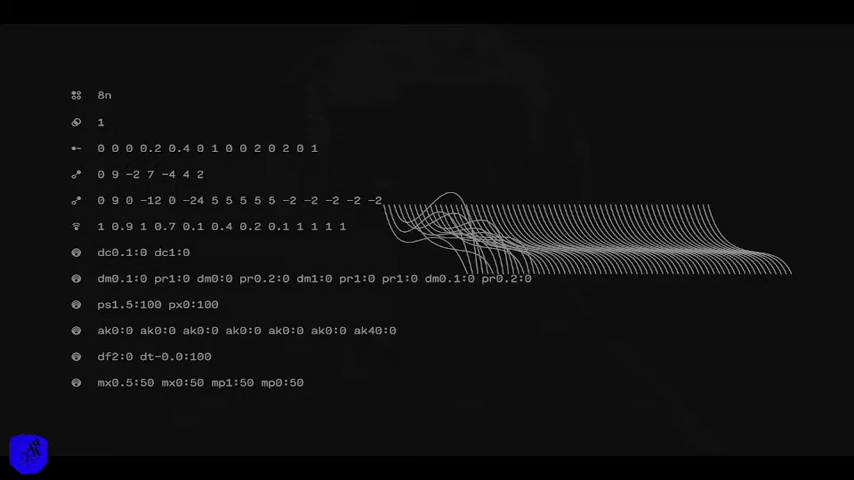 8n
1
0 0 0 0.2 0.4 0 1 0 0 2 0 2 0 1
0 9 -2 7 -4 4 2
0 9 0 -12 0 -24 5 5 5 5 5 -2 -2 -2 -2 -2
1 0.9 1 0.7 0.1 0.4 0.2 0.1 1 1 1 1
dc0.1:0 dc1:0
dm0.1:0 pr1:0 dm0:0 pr0.2:0 dm1:0 pr1:0 pr1:0 dm0.1:0 pr0.2:0
ps1.5:100 px0:100
ak0:0 ak0:0 ak0:0 ak0:0 ak0:0 ak0:0 ak40:0
df2:0 dt-0.0:100
mx0.5:50 mx0:50 mp1:50 mp0:50